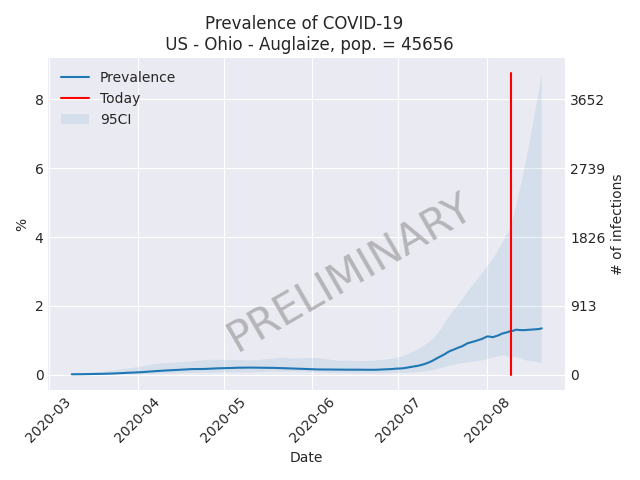 Prevalence of COVID-19
US - Ohio - Auglaize, pop. = 45656
Prevalence
Today
95CI
8
6
4
2
0
%
3652
2739
1826
913
0
# of infections
PRELIMINARY
2020-03
2020-04
2020-05
2020-06
2020-07
2020-08
Date